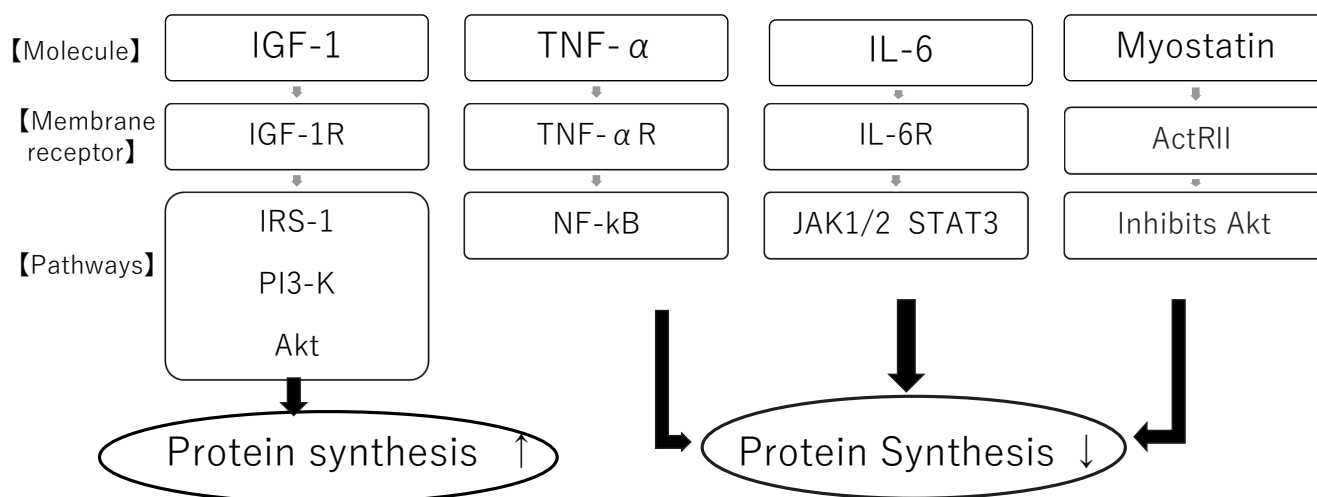 【Molecule】
IGF-1
TNF-α
IL-6
Myostatin
【Membrane
receptor】
IGF-1R
TNF-αR
IL-6R
ActRII
【Pathways】
IRS-1
PI3-K
Akt
NF-kB
JAK1/2 STAT3
Inhibits Akt
Protein synthesis ↑
Protein Synthesis ↓